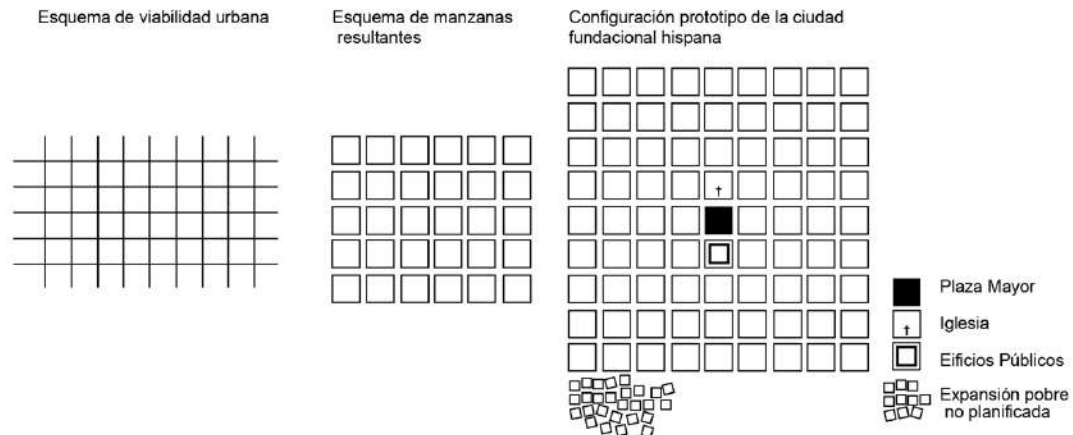 Esquema de viabilidad urbana
Esquema de manzanas
resultantes
Configuración prototipo de la ciudad
fundacional hispana
Plaza Mayor
Iglesia
Eificios Públicos
Expansión pobre
no planificada